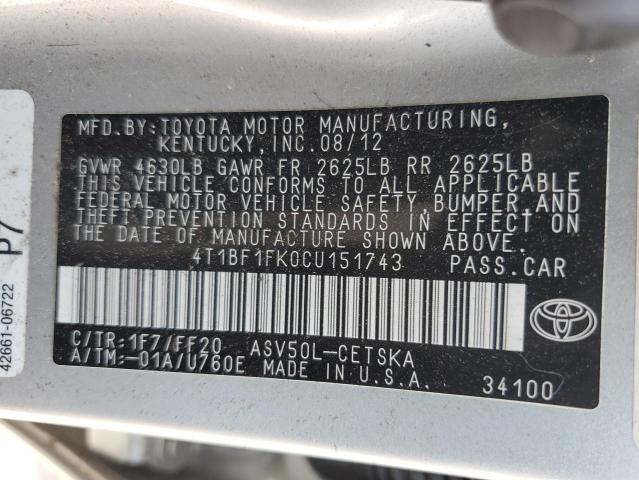 MFD.BY:TOYOTA MOTOR MANUFACTURING,
KENTUCKY,INC.08/12
GVWR 4630LB GAWR FR 2625LB RR 2625LB
THIS VEHICLE CONFORMS TO ALL APPLICABLE
FEDERAL MOTOR VEHICLE SAFETY, BUMPER, AND
THEFT PREVENTION STANDARDS IN EFFECT ON
THE DATE OF MANUFACTURE SHOWN ABOVE.
4T1BF1FK0CU151743 PASS.CAR
C/TR:1F7/FF20 ASV50L-CETSKA
A/TM:-01A/U760E MADE IN U.S.A.
34100
P7
42661-06722